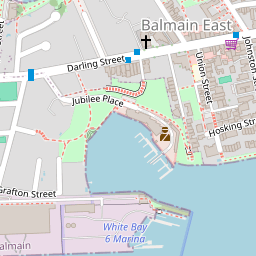 Balmain East
Darling Street
Johnston St
Union Street
Jubilee Place
Hosking Str
Grafton Street
White Bay
6 Marina
almain